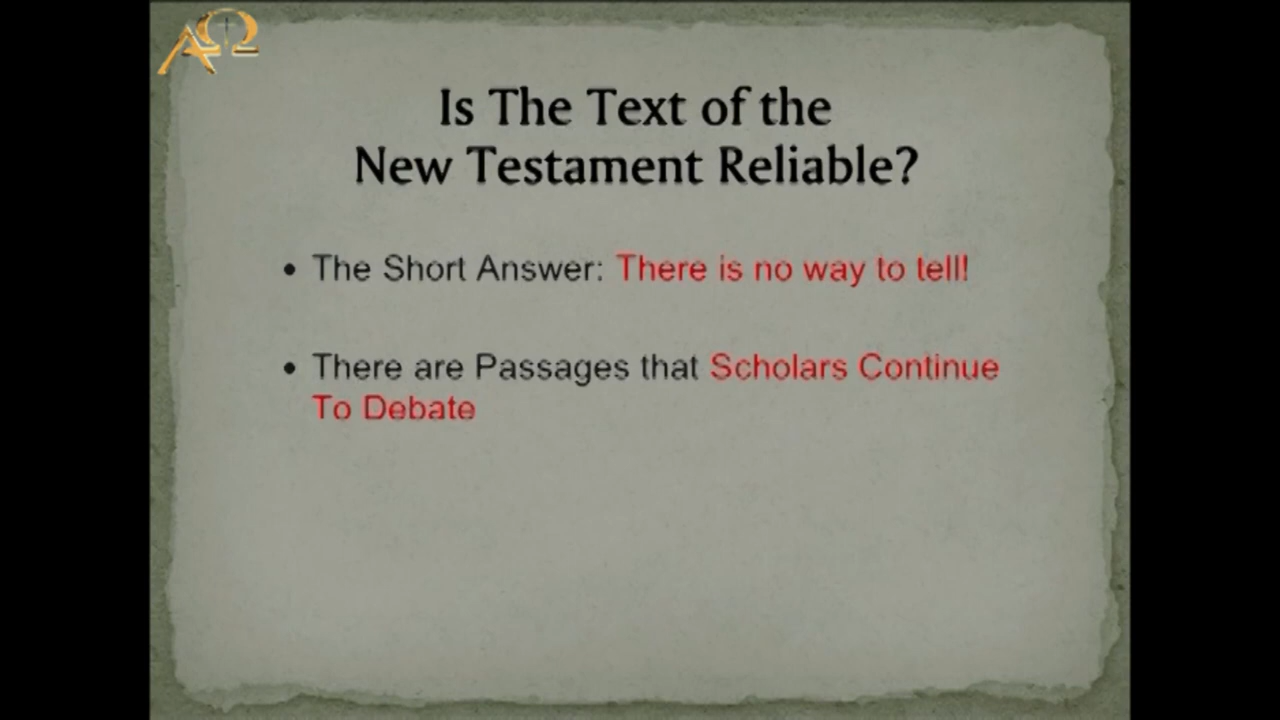 ΑΩ
Is The Text of the
New Testament Reliable?
• The Short Answer: There is no way to tell!
• There are Passages that Scholars Continue
To Debate